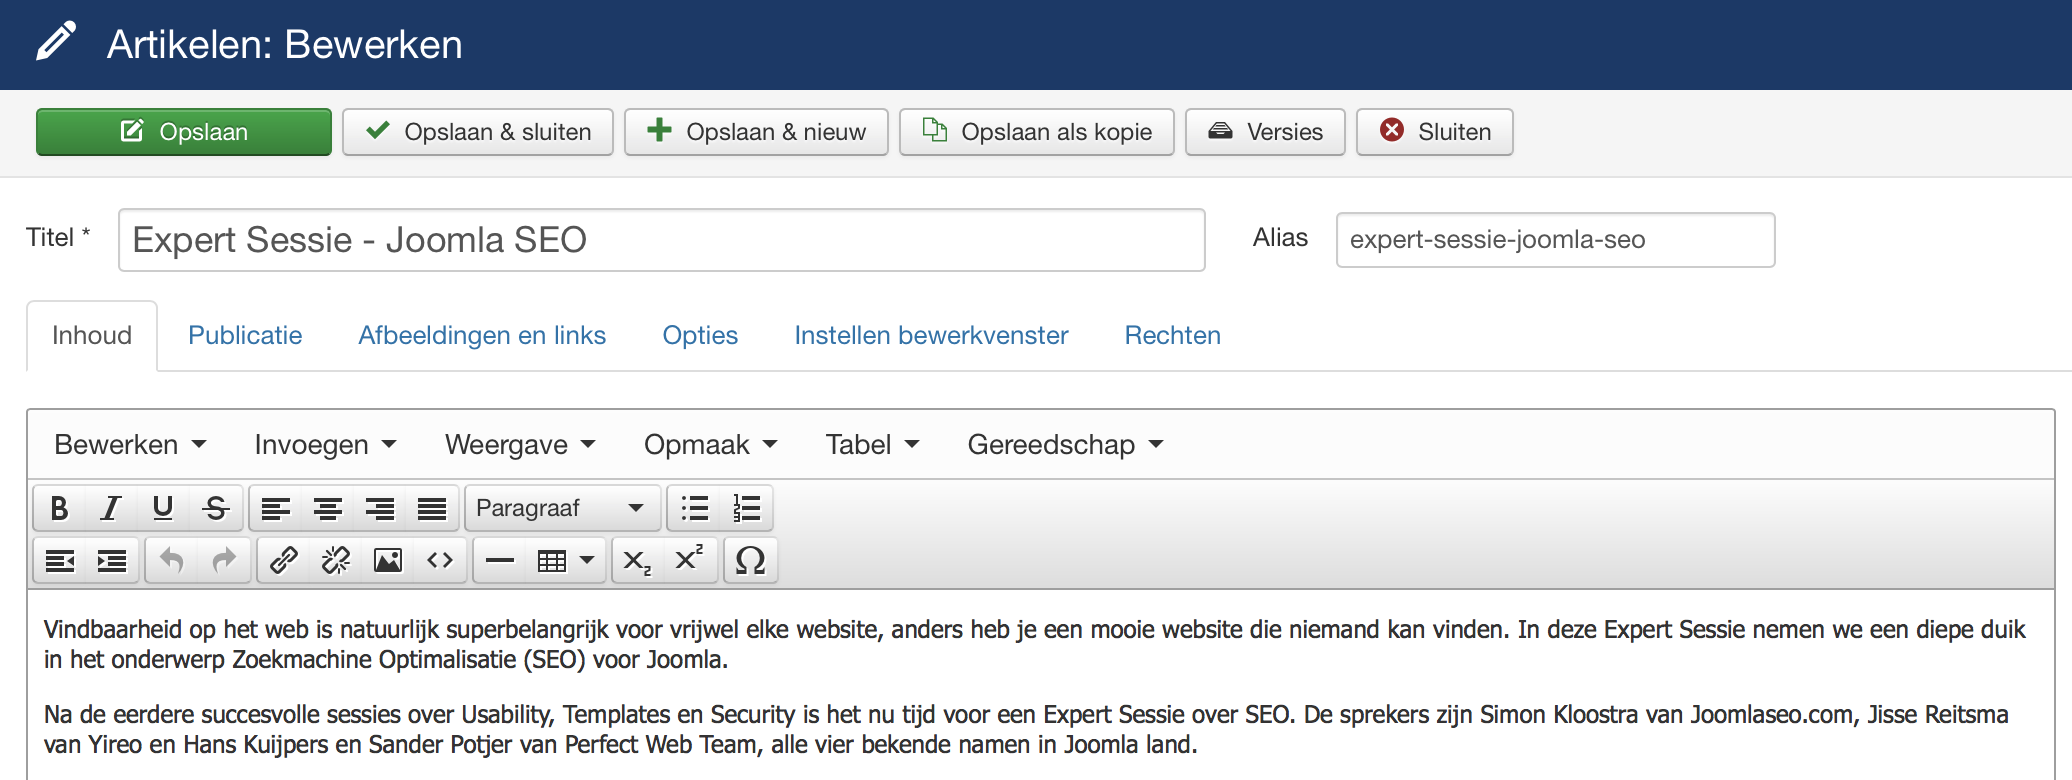 Artikelen: Bewerken
Opslaan
Opslaan & sluiten
Opslaan & nieuw
Opslaan als kopie
Versies
Sluiten
Titel *
Expert Sessie - Joomla SEO
Alias
expert-sessie-joomla-seo
Inhoud
Publicatie
Afbeeldingen en links
Opties
Instellen bewerkvenster
Rechten
Bewerken
Invoegen
Weergave
Opmaak
Tabel
Gereedschap
Paragraaf
Vindbaarheid op het web is natuurlijk superbelangrijk voor vrijwel elke website, anders heb je een mooie website die niemand kan vinden. In deze Expert Sessie nemen we een diepe duik
in het onderwerp Zoekmachine Optimalisatie (SEO) voor Joomla.
Na de eerdere succesvolle sessies over Usability, Templates en Security is het nu tijd voor een Expert Sessie over SEO. De sprekers zijn Simon Kloostra van Joomlaseo.com, Jisse Reitsma
van Yireo en Hans Kuijpers en Sander Potjer van Perfect Web Team, alle vier bekende namen in Joomla land.